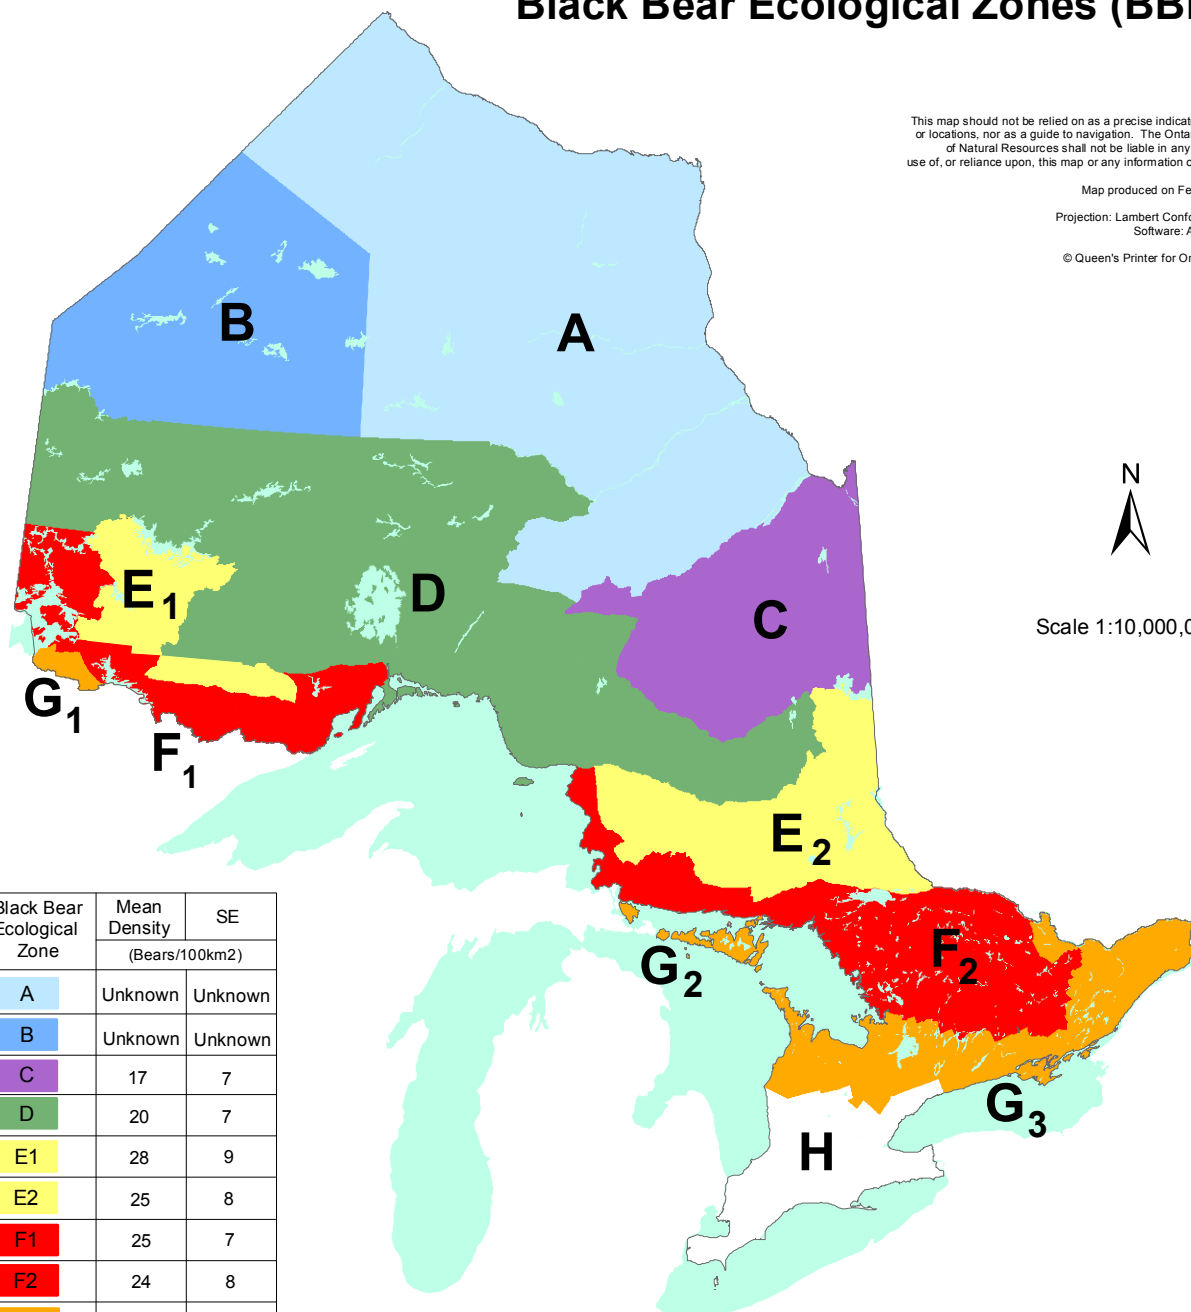 Black Bear Ecological Zones
This map should not be relied on as a precise
or locations, nor as a guide to navigation. The
of Natural Resources shall not be liable in any
use of, or reliance upon, this map or any information
Map produced on
Projection: Lambert
Software:
© Queen's Printer for
B
A
N
E1
D
C
Scale
G1
F1
E2
F2
G2
G3
H
Black Bear Ecological Zone
Mean Density
SE
(Bears/100km2)
A Unknown Unknown
B Unknown Unknown
C 17 7
D 20 7
E1 28 9
E2 25 8
F1 25 7
F2 24 8